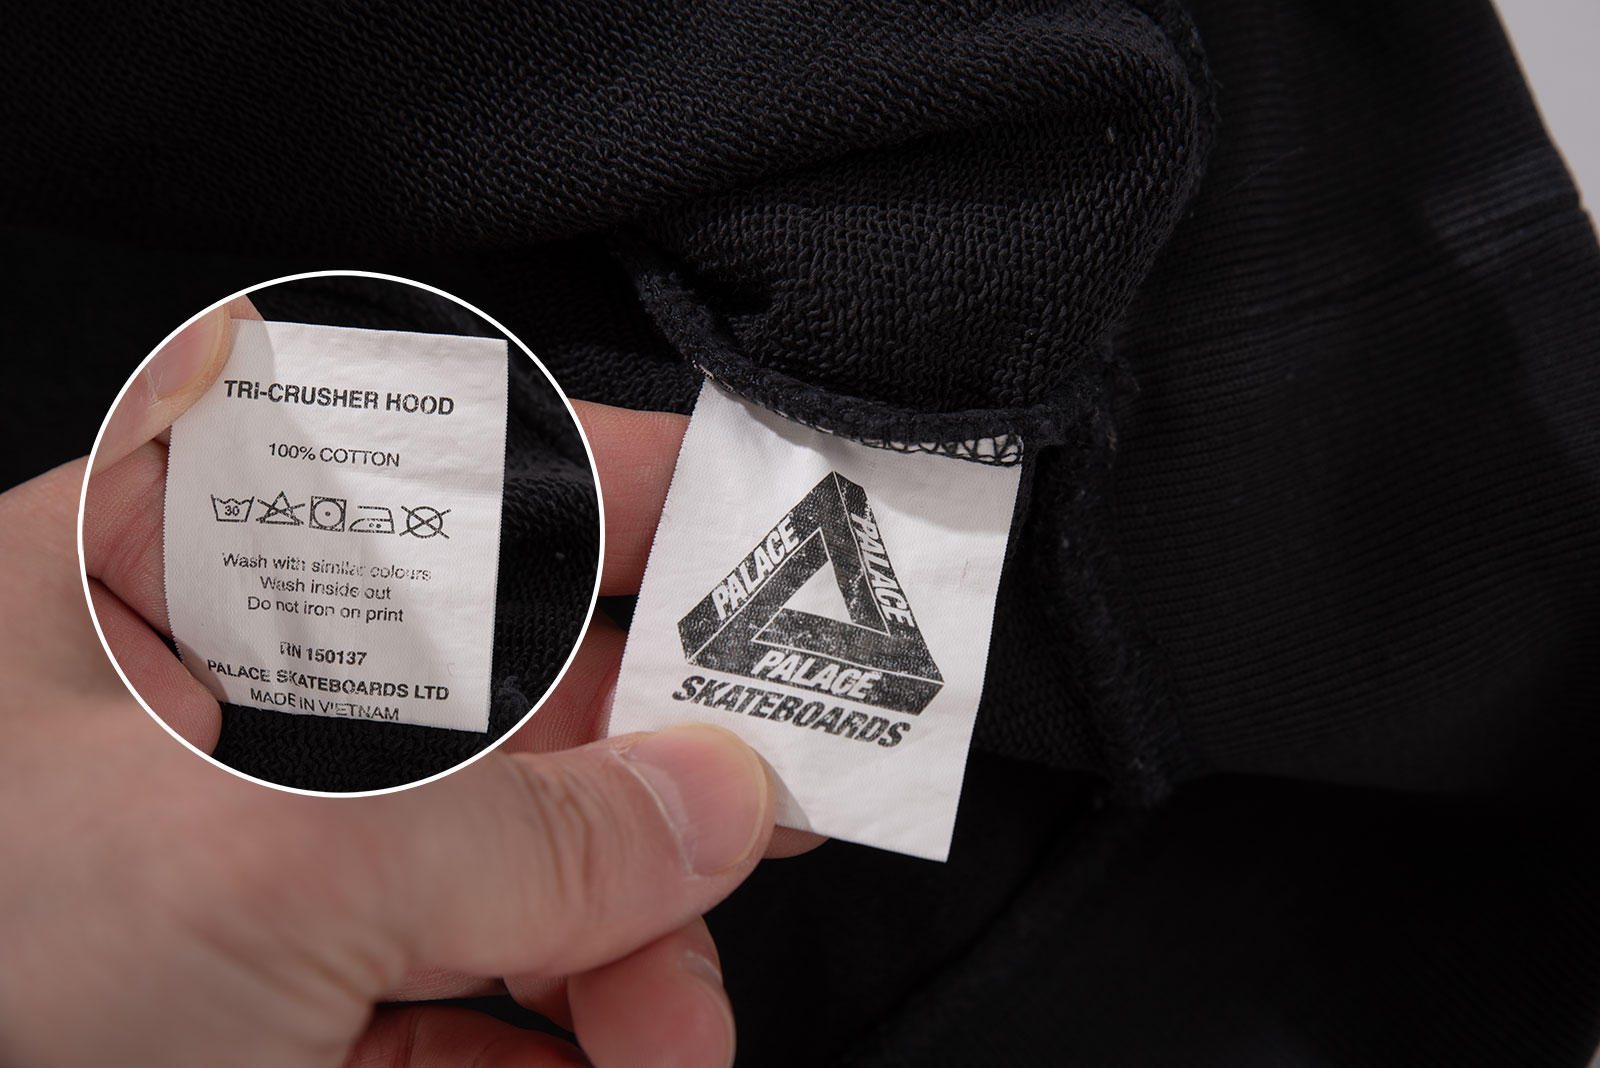 TRI-CRUSHER HOOD
100% COTTON
30
Wash with similar colours
Wash inside out
Do not iron on print
RN 150137
PALACE SKATEBOARDS LTD
MADE IN VIETNAM
PALACE
PALACE
PALACE
SKATEBOARDS